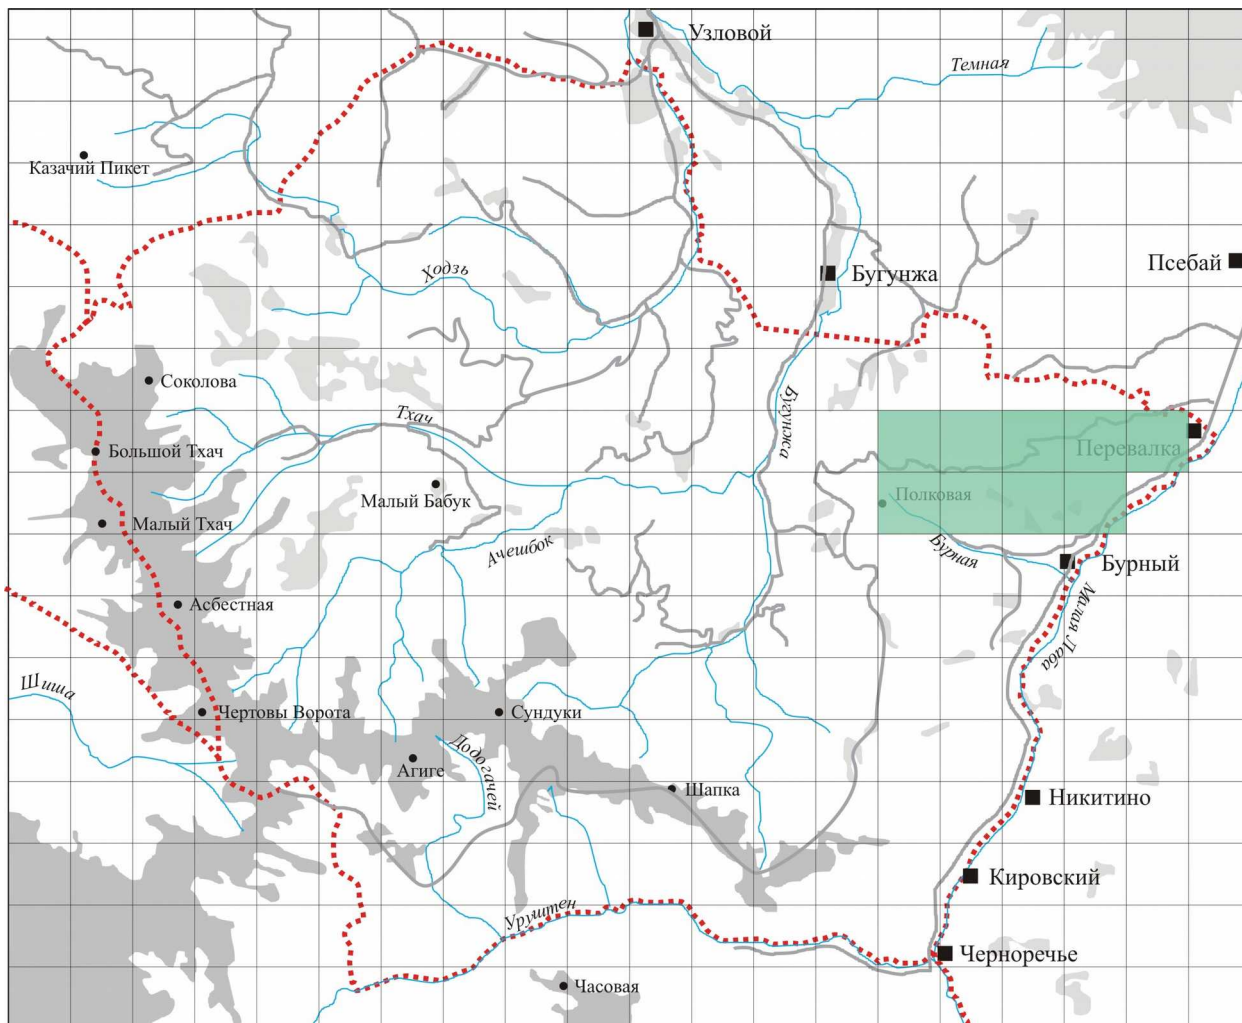 Узловой
Темная
Казачий Пикет
Ходзь
Бугунжа
Псебай
Соколова
Тхач
Бугунжа
Большой Тхач
Перевалка
Малый Бабук
Полковая
Малый Тхач
Ачешбок
Бурная
Бурный
Асбестная
Малая Лаба
Шиша
Чертовы Ворота
Сундуки
Додогачей
Агиге
Шапка
Никитино
Кировский
Уруштен
Черноречье
Часовая